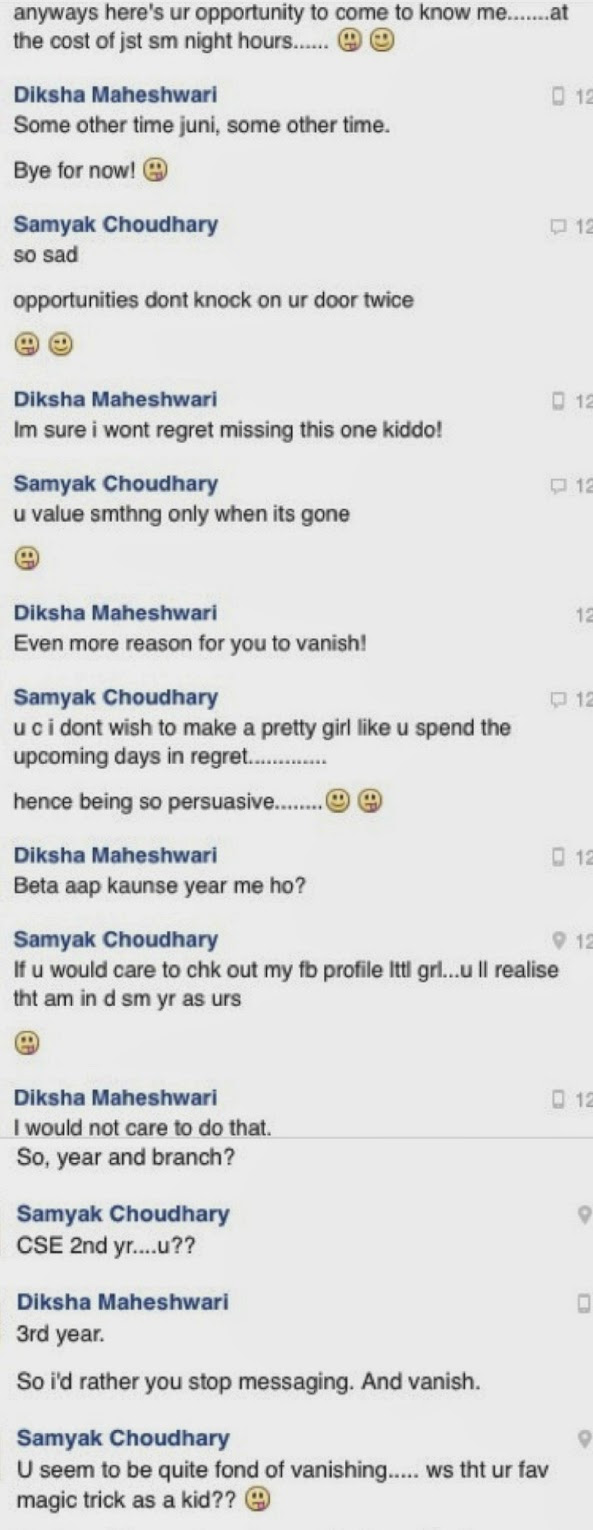 anyways here's ur opportunity to come to know me.......at
the cost of jst sm night hours......
Diksha Maheshwari 12
Some other time juni, some other time.
Bye for now!
Samyak Choudhary 12
so sad
opportunities dont knock on ur door twice
Diksha Maheshwari 12
Im sure i wont regret missing this one kiddo!
Samyak Choudhary 12
u value smthng only when its gone
Diksha Maheshwari 12
Even more reason for you to vanish!
Samyak Choudhary 12
u c i dont wish to make a pretty girl like u spend the
upcoming days in regret.............
hence being so persuasive........
Diksha Maheshwari 12
Beta aap kaunse year me ho?
Samyak Choudhary 12
If u would care to chk out my fb profile lttl grl...u ll realise
tht am in d sm yr as urs
Diksha Maheshwari 12
I would not care to do that.
So, year and branch?
Samyak Choudhary
CSE 2nd yr....u??
Diksha Maheshwari
3rd year.
So i'd rather you stop messaging. And vanish.
Samyak Choudhary
U seem to be quite fond of vanishing..... ws tht ur fav
magic trick as a kid??